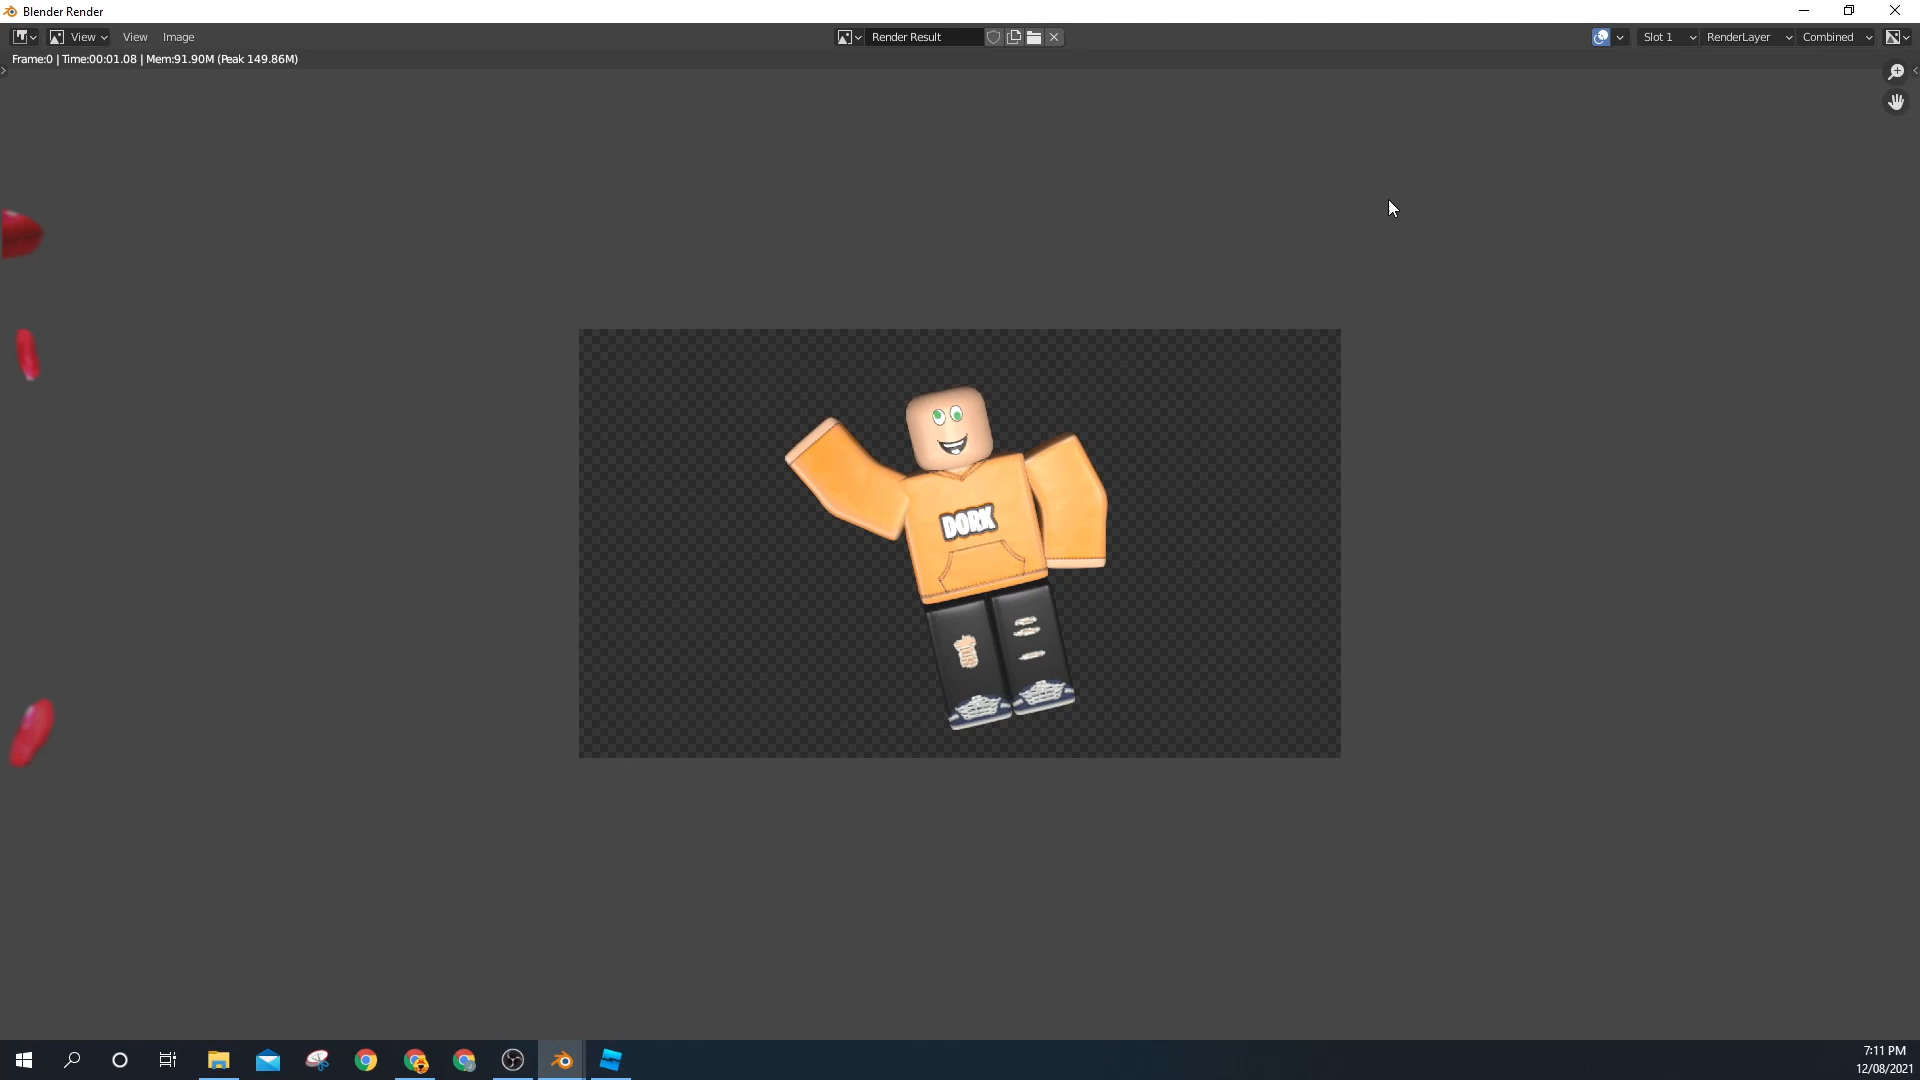 Blender Render
View View Image Render Result Slot 1 RenderLayer Combined
Frame:0 | Time:00:01.08 | Mem:91.90M (Peak 149.86M)
DORK
7:11 PM
12/08/2021